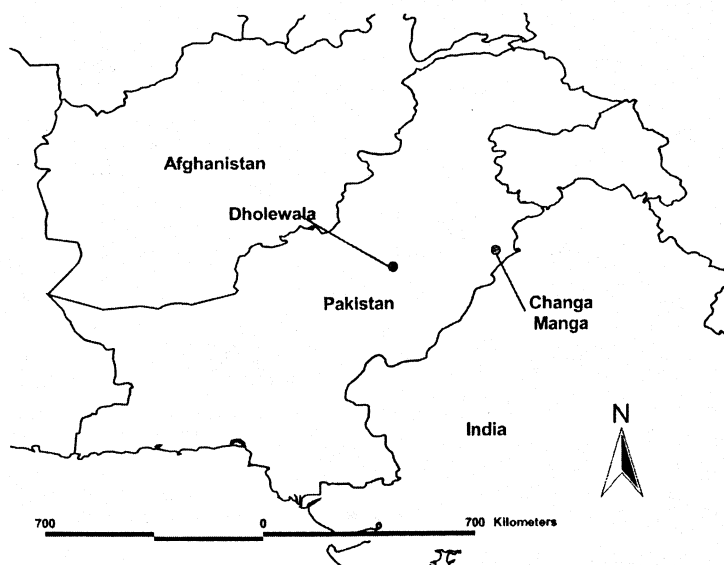 Afghanistan
Dholewala
Pakistan
Changa
Manga
India
N
700 0 700 Kilometers